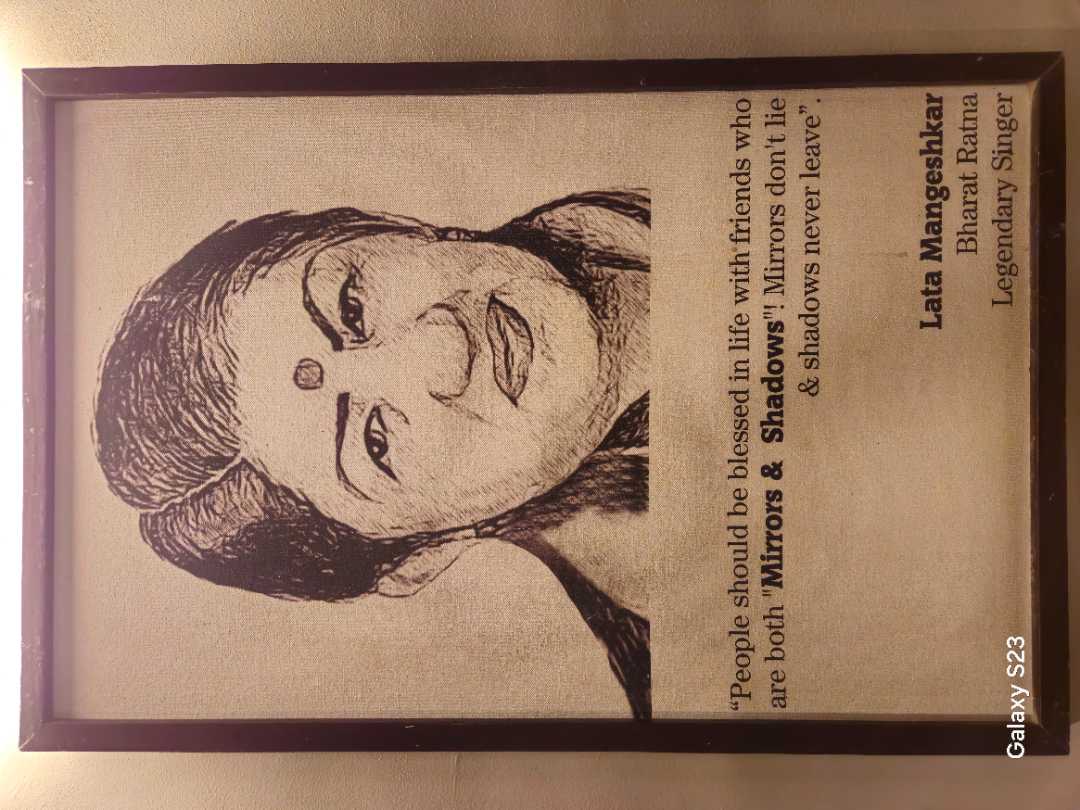 “People should be blessed in life with friends who
are both "Mirrors & Shadows"! Mirrors don't lie
& shadows never leave”.
Lata Mangeshkar
Bharat Ratna
Legendary Singer
Galaxy S23